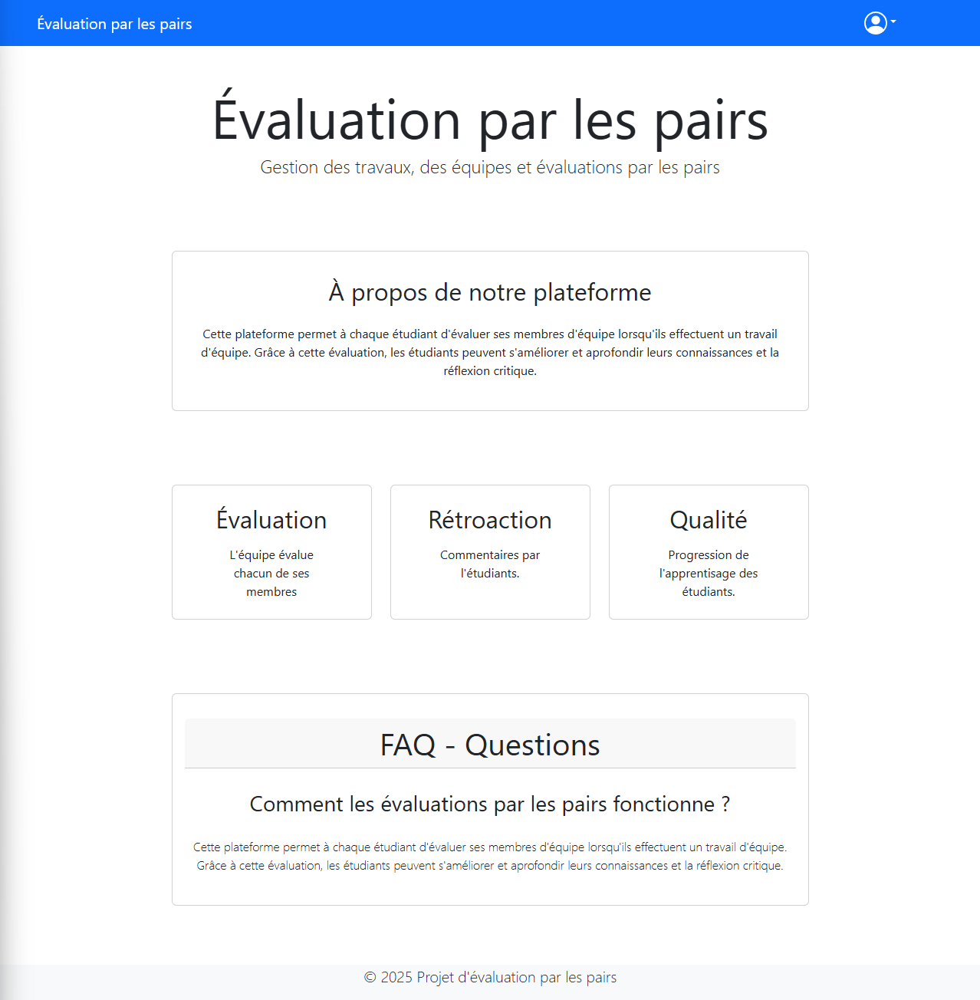 Évaluation par les pairs
Évaluation par les pairs
Gestion des travaux, des équipes et évaluations par les pairs
À propos de notre plateforme
Cette plateforme permet à chaque étudiant d'évaluer ses membres d'équipe lorsqu'ils effectuent un travail
d'équipe. Grâce à cette évaluation, les étudiants peuvent s'améliorer et aprofondir leurs connaissances et la
réflexion critique.
Évaluation
L'équipe évalue
chacun de ses
membres
Rétroaction
Commentaires par
l'étudiants.
Qualité
Progression de
l'apprentisage des
étudiants.
FAQ - Questions
Comment les évaluations par les pairs fonctionne ?
Cette plateforme permet à chaque étudiant d'évaluer ses membres d'équipe lorsqu'ils effectuent un travail d'équipe.
Grâce à cette évaluation, les étudiants peuvent s'améliorer et aprofondir leurs connaissances et la réflexion critique.
© 2025 Projet d'évaluation par les pairs